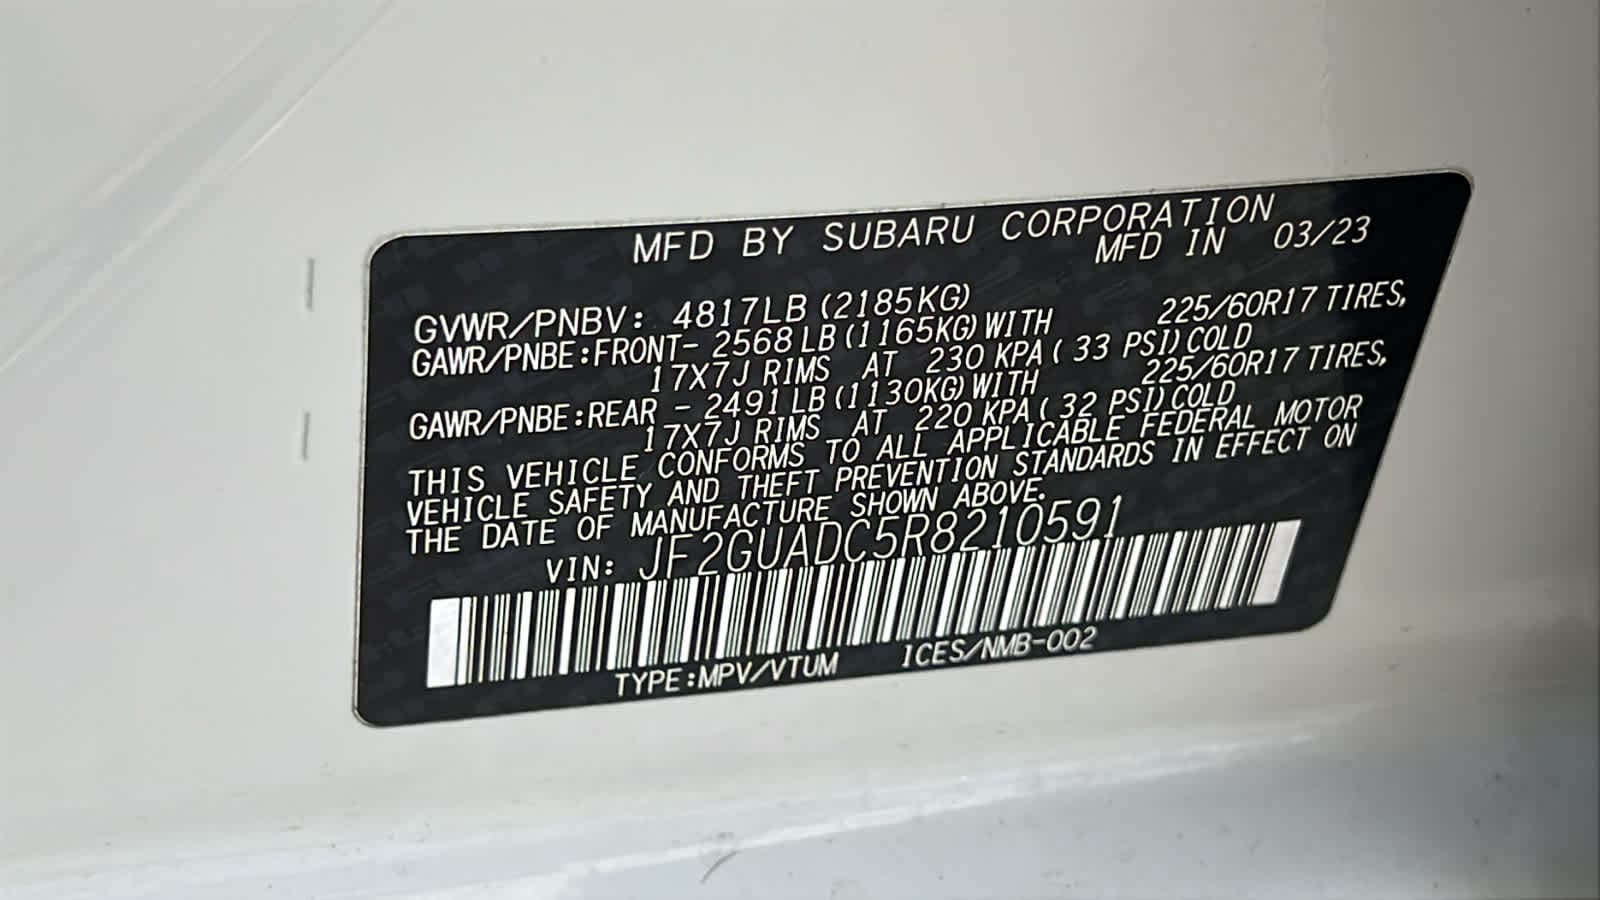 MFD BY SUBARU CORPORATION
MFD IN 03/23
GVWR/PNBV: 4817LB (2185KG)
GAWR/PNBE:FRONT- 2568 LB (1165KG) WITH 225/60R17 TIRES,
17X7J RIMS AT 230 KPA ( 33 PSI) COLD
GAWR/PNBE:REAR - 2491 LB (1130KG) WITH 225/60R17 TIRES,
17X7J RIMS AT 220 KPA ( 32 PSI) COLD
THIS VEHICLE CONFORMS TO ALL APPLICABLE FEDERAL MOTOR
VEHICLE SAFETY AND THEFT PREVENTION STANDARDS IN EFFECT ON
THE DATE OF MANUFACTURE SHOWN ABOVE.
VIN: JF2GUADC5R8210591
TYPE:MPV/VTUM ICES/NMB-002